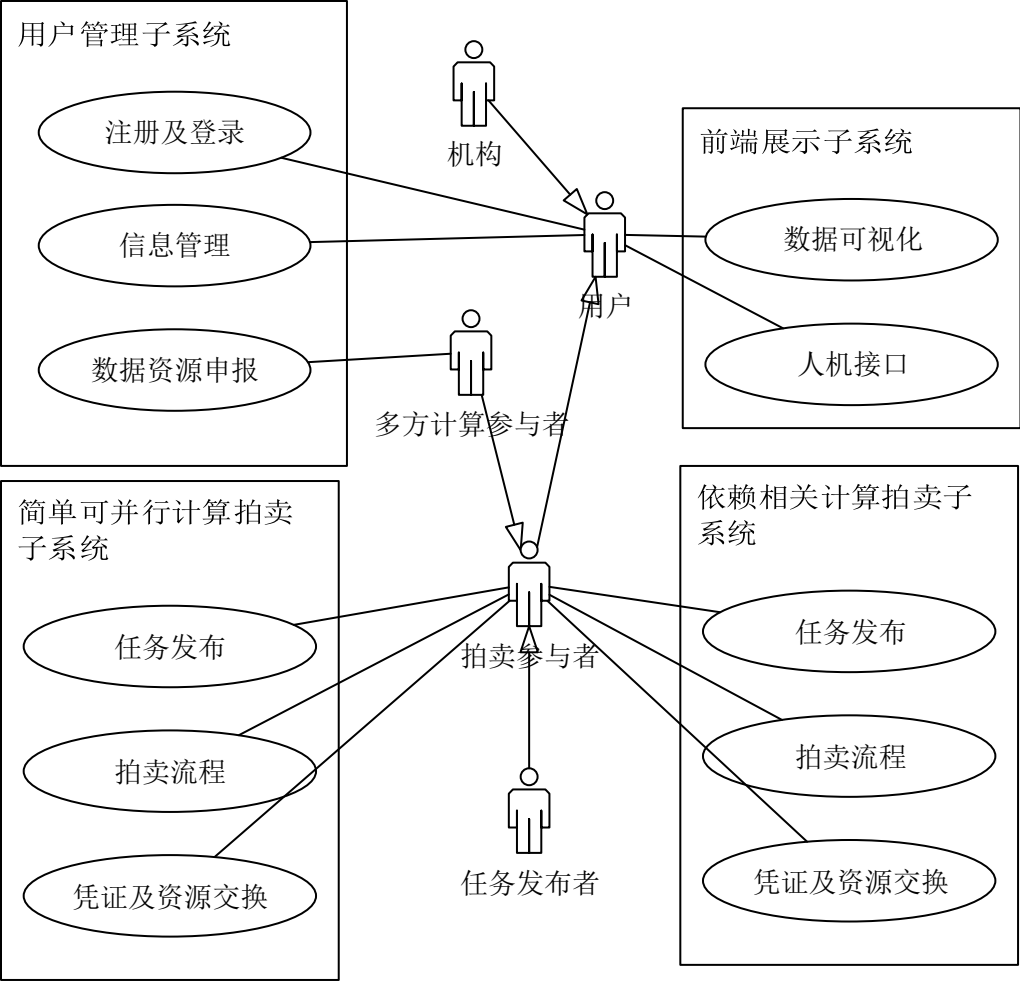 用户管理子系统
注册及登录
信息管理
数据资源申报
机构
用户
多方计算参与者
前端展示子系统
数据可视化
人机接口
简单可并行计算拍卖
子系统
任务发布
拍卖流程
凭证及资源交换
拍卖参与者
任务发布者
依赖相关计算拍卖子
系统
任务发布
拍卖流程
凭证及资源交换